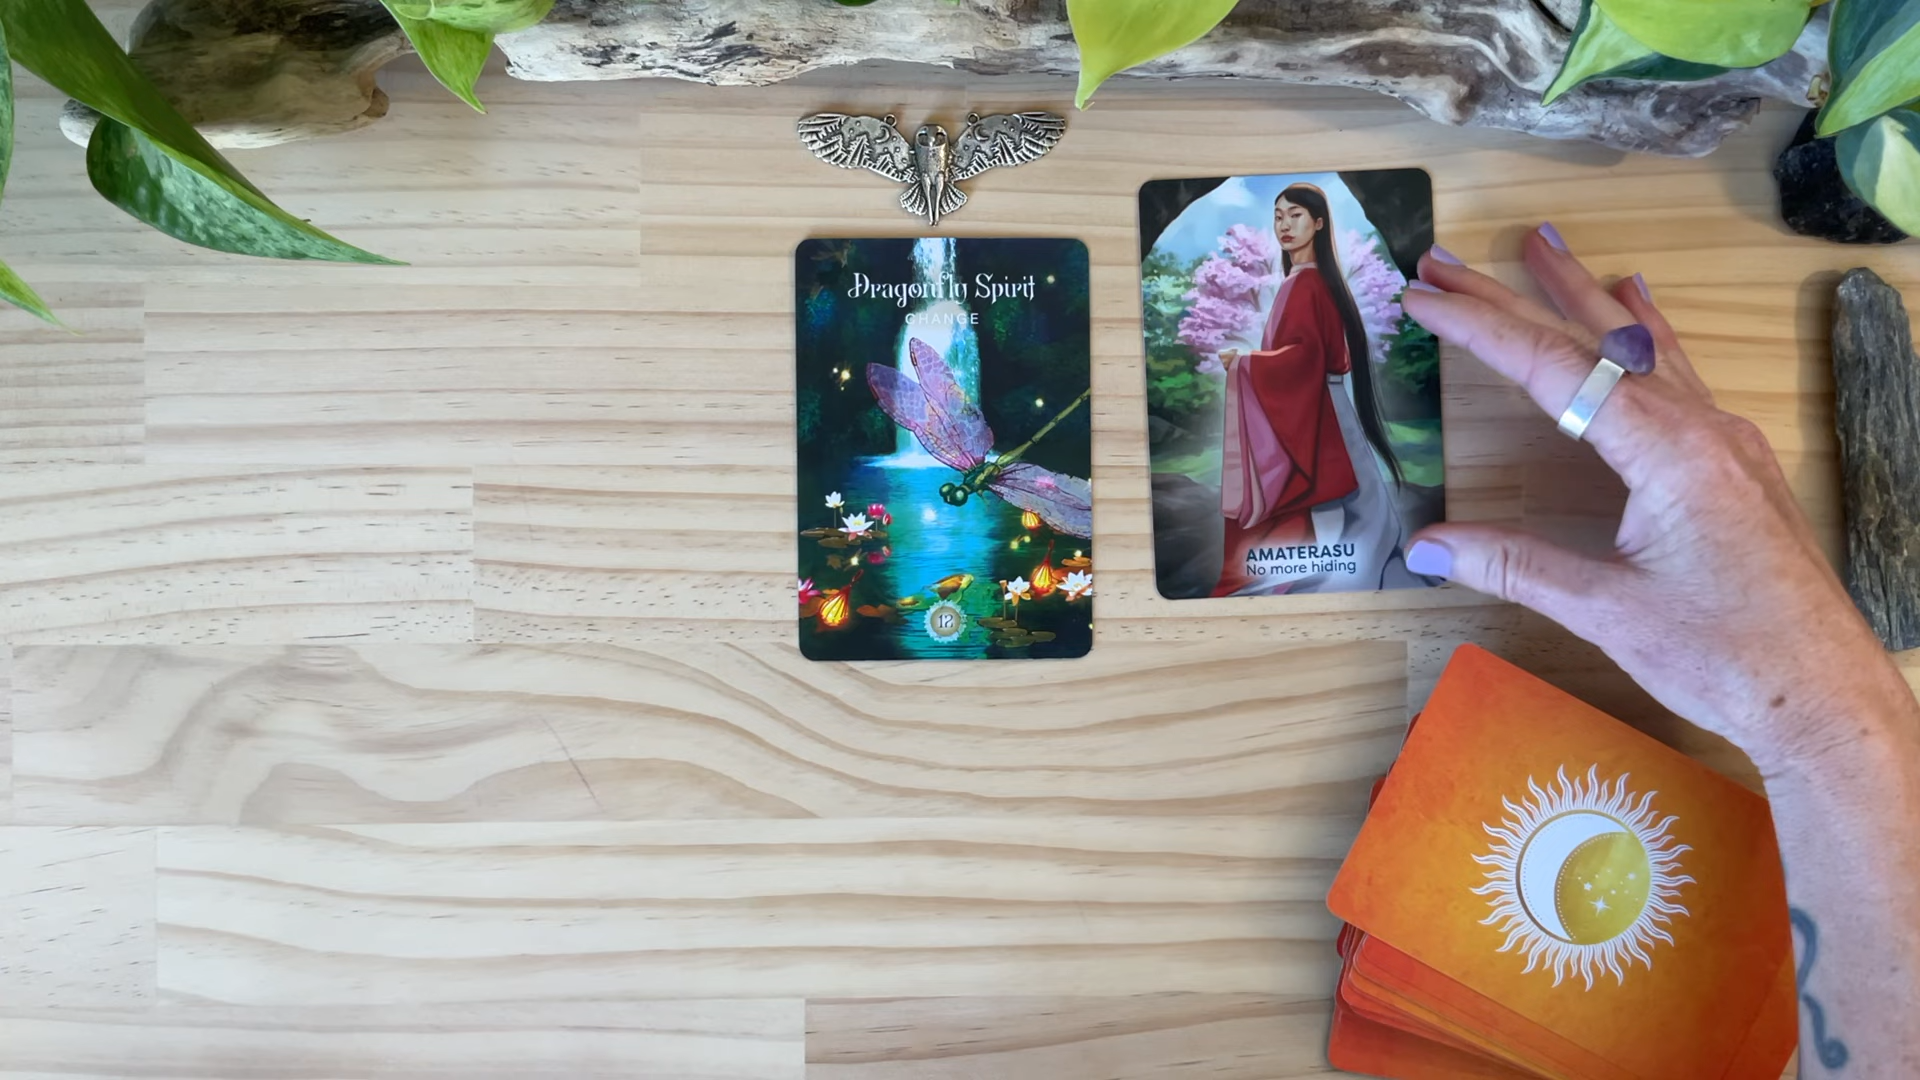 Dragonfly Spirit
CHANGE
12
AMATERASU
No more hiding